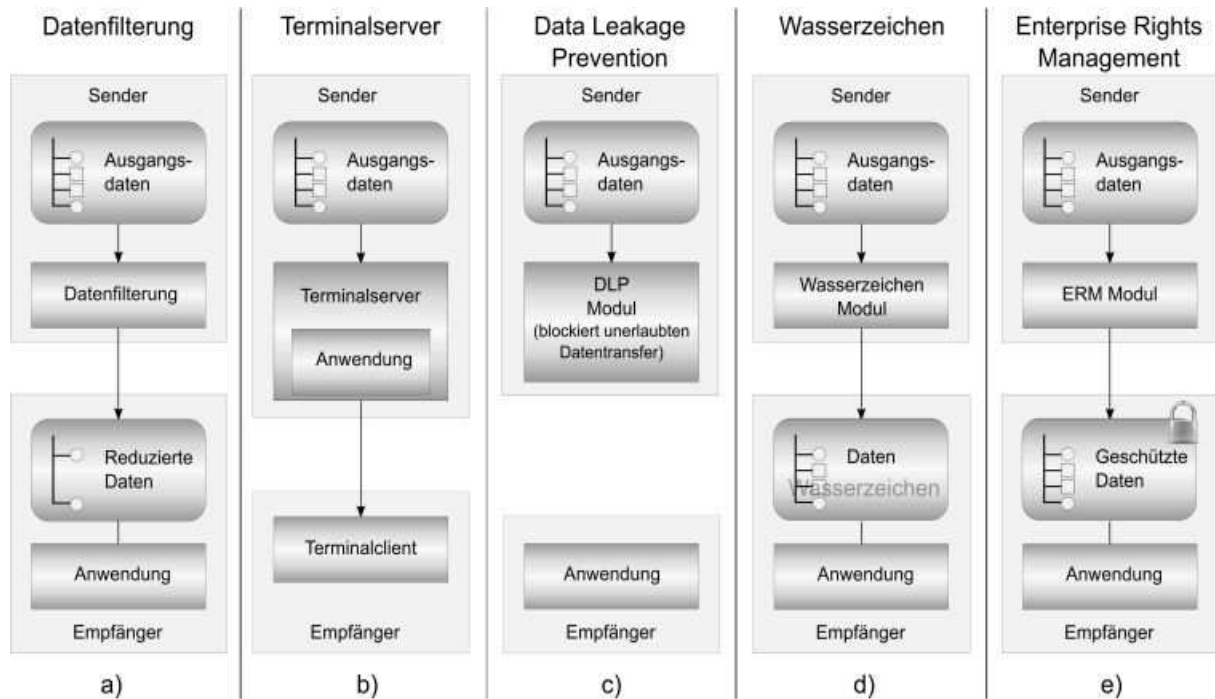 Datenfilterung
Sender
Ausgangs-
daten
Datenfilterung
Reduzierte
Daten
Anwendung
Empfänger
a)
Terminalserver
Sender
Ausgangs-
daten
Terminalserver
Anwendung
Terminalclient
Empfänger
b)
Data Leakage
Prevention
Sender
Ausgangs-
daten
DLP
Modul
(blockiert unerlaubten
Datentransfer)
Anwendung
Empfänger
c)
Wasserzeichen
Sender
Ausgangs-
daten
Wasserzeichen
Modul
Daten
Wasserzeichen
Anwendung
Empfänger
d)
Enterprise Rights
Management
Sender
Ausgangs-
daten
ERM Modul
Geschützte
Daten
Anwendung
Empfänger
e)